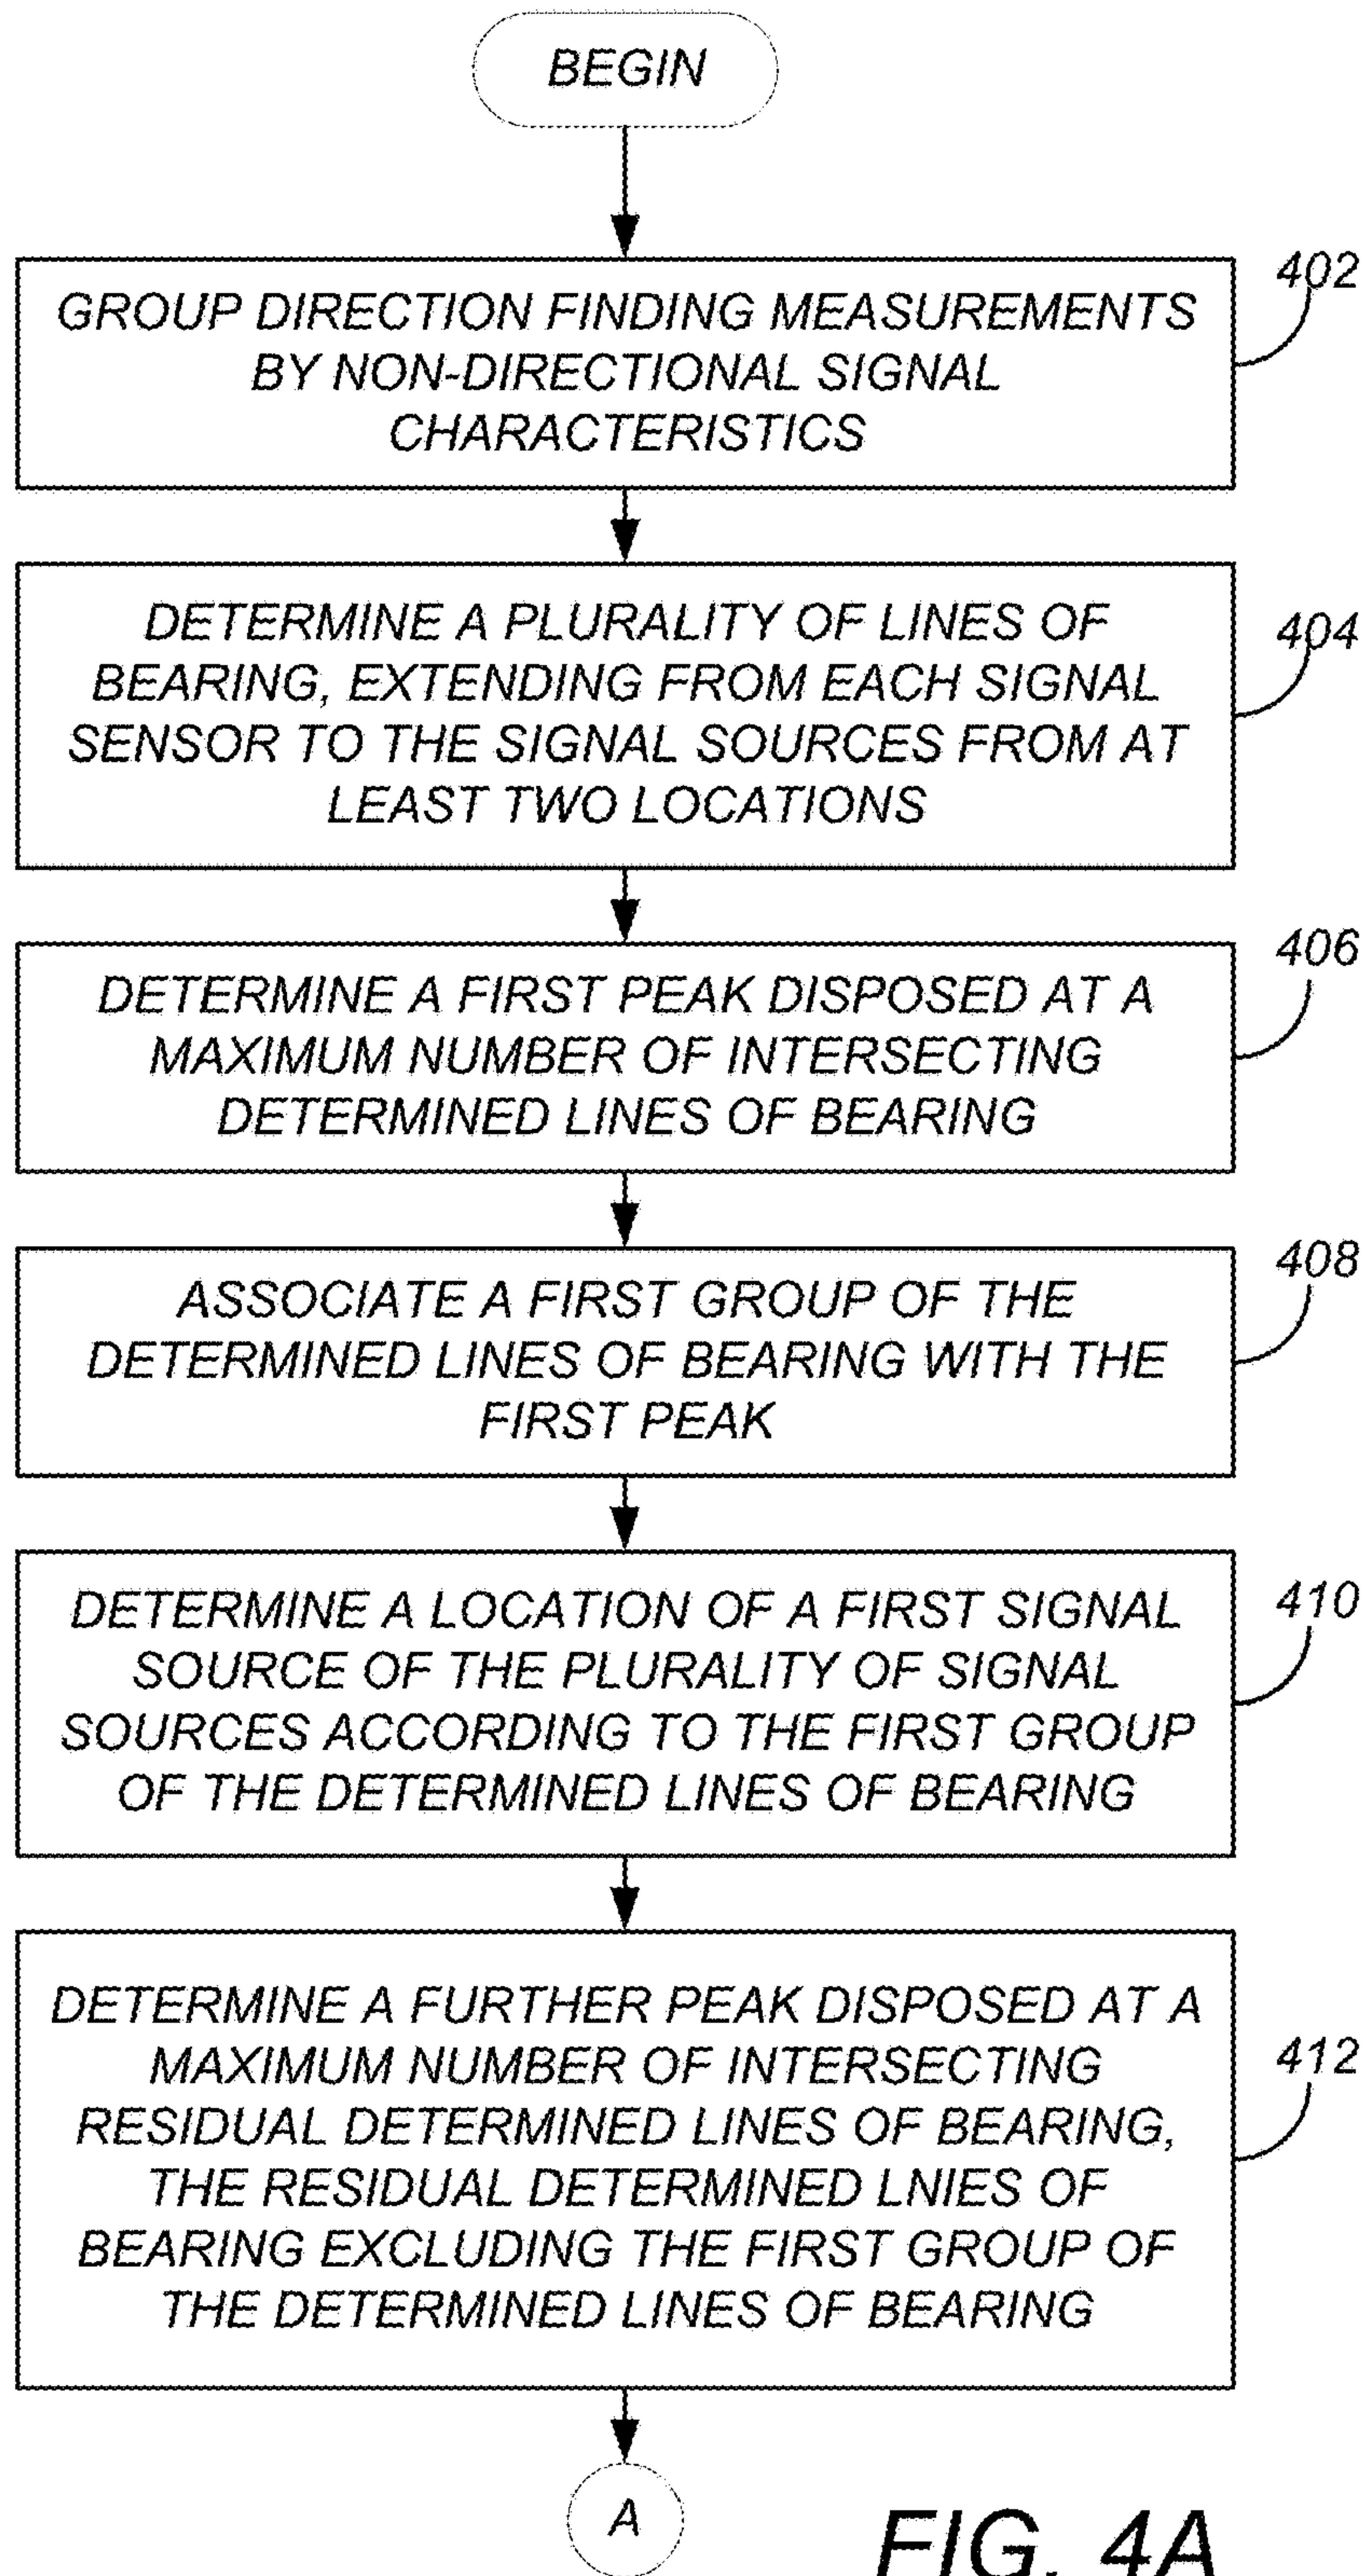 BEGIN
402
GROUP DIRECTION FINDING MEASUREMENTS
BY NON-DIRECTIONAL SIGNAL
CHARACTERISTICS
404
DETERMINE A PLURALITY OF LINES OF
BEARING, EXTENDING FROM EACH SIGNAL
SENSOR TO THE SIGNAL SOURCES FROM AT
LEAST TWO LOCATIONS
406
DETERMINE A FIRST PEAK DISPOSED AT A
MAXIMUM NUMBER OF INTERSECTING
DETERMINED LINES OF BEARING
408
ASSOCIATE A FIRST GROUP OF THE
DETERMINED LINES OF BEARING WITH THE
FIRST PEAK
410
DETERMINE A LOCATION OF A FIRST SIGNAL
SOURCE OF THE PLURALITY OF SIGNAL
SOURCES ACCORDING TO THE FIRST GROUP
OF THE DETERMINED LINES OF BEARING
412
DETERMINE A FURTHER PEAK DISPOSED AT A
MAXIMUM NUMBER OF INTERSECTING
RESIDUAL DETERMINED LINES OF BEARING,
THE RESIDUAL DETERMINED LNIES OF
BEARING EXCLUDING THE FIRST GROUP OF
THE DETERMINED LINES OF BEARING
A
FIG. 4A